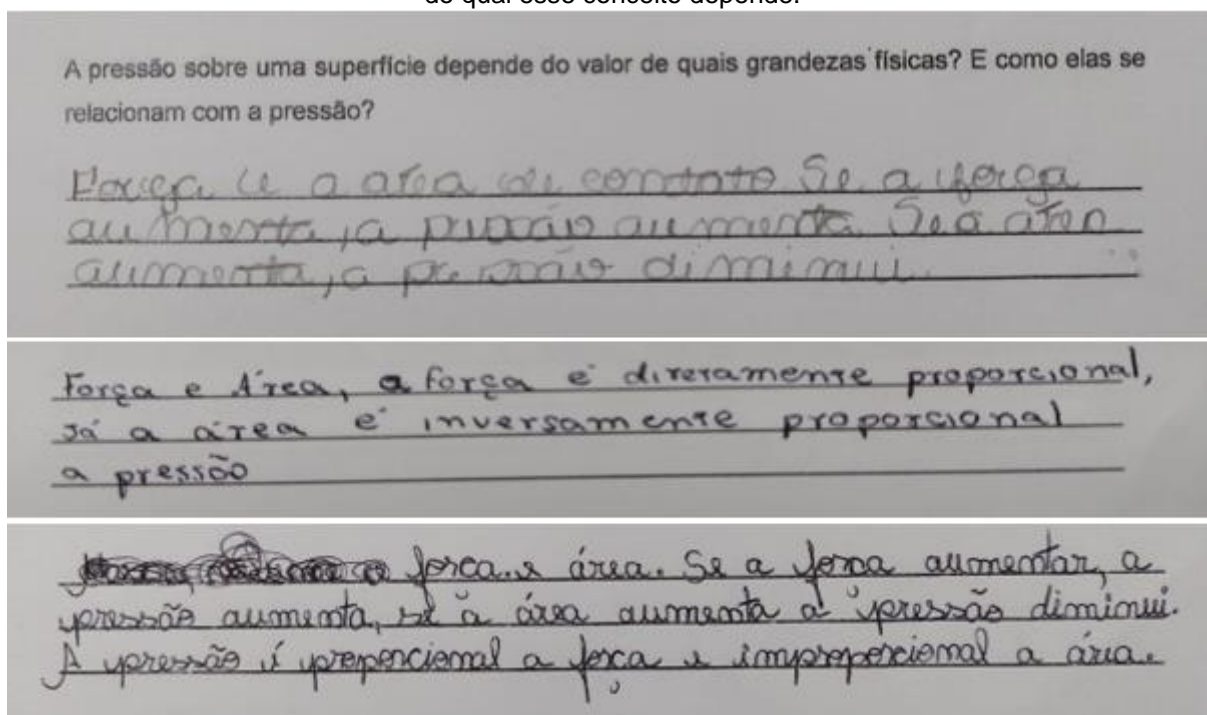 do qual esse conceito depende.
A pressão sobre uma superfície depende do valor de quais grandezas físicas? E como elas se
relacionam com a pressão?
Força e a area de contato Se a força
aumenta, a pressão aumenta. Se a area
aumenta, a pressão diminui.
Força e Área, a força é diretamente proporcional,
Já a área é inversamente proporcional
a pressão
força e área. Se a força aumentar, a
pressão aumenta, se a área aumenta a pressão diminui.
A pressão é proporcional a força e improporcional a área.